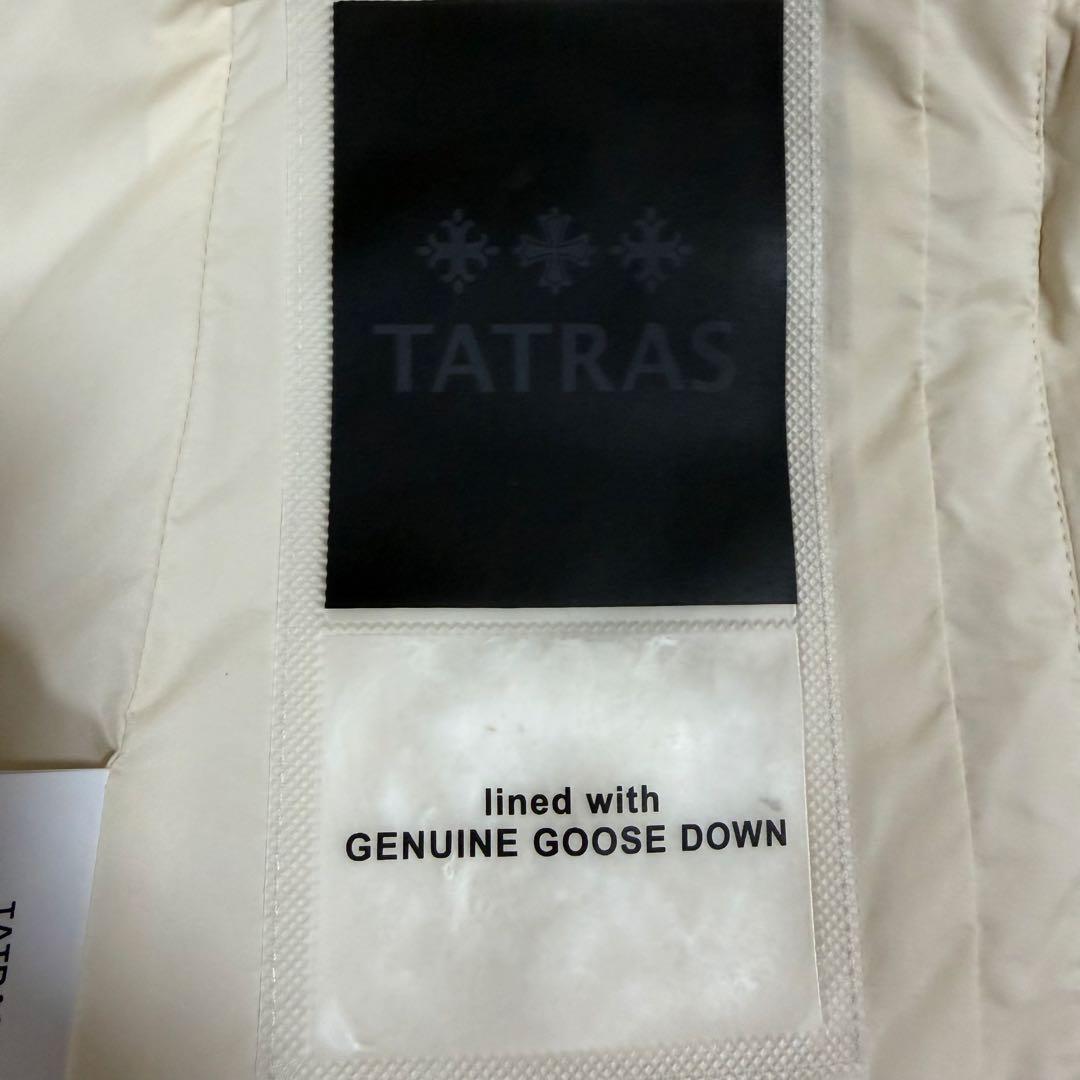 TATRAS
lined with
GENUINE GOOSE DOWN